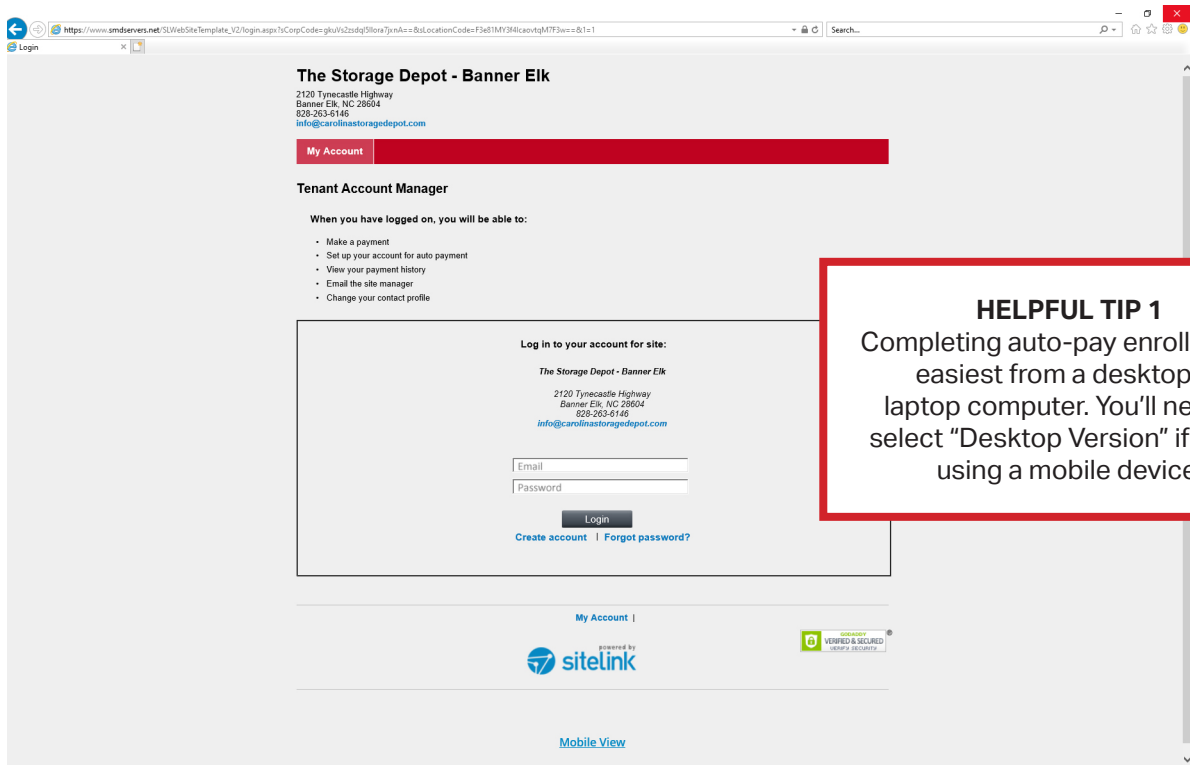 https://www.smdservers.net/SLWebSiteTemplate_V2/login.aspx?sCorpCode=gkuVs2zsdql5llora7jxnA==&sLocationCode=F3e81MY3f4lcaovtqM7F3w==&l=1
Search...
Login
The Storage Depot - Banner Elk
2120 Tynecastle Highway
Banner Elk, NC 28604
828-263-6146
info@carolinastoragedepot.com
My Account
Tenant Account Manager
When you have logged on, you will be able to:
• Make a payment
• Set up your account for auto payment
• View your payment history
• Email the site manager
• Change your contact profile
HELPFUL TIP 1
Completing auto-pay enroll
easiest from a desktop
laptop computer. You'll ne
select “Desktop Version” if
using a mobile device
Log in to your account for site:
The Storage Depot - Banner Elk
2120 Tynecastle Highway
Banner Elk, NC 28604
828-263-6146
info@carolinastoragedepot.com
Email
Password
Login
Create account | Forgot password?
My Account |
powered by
sitelink
GODADDY
VERIFIED & SECURED
VERIFY SECURITY
Mobile View